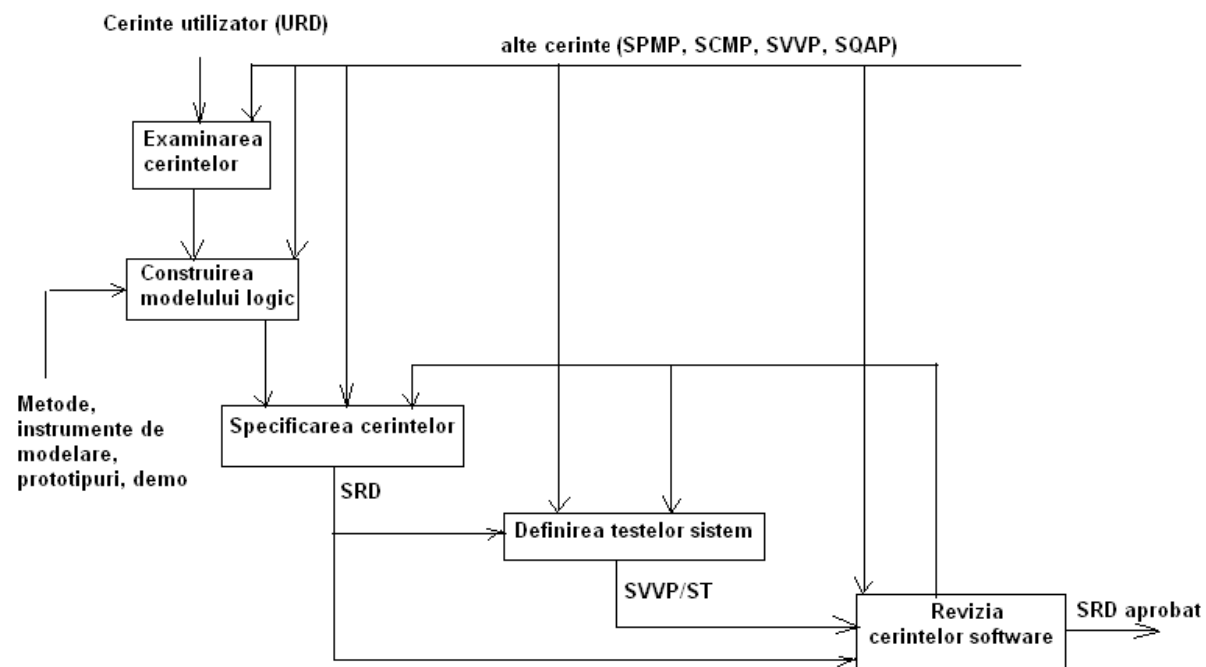 Cerinte utilizator (URD)
alte cerinte (SPMP, SCMP, SVVP, SQAP)
Examinarea
cerintelor
Construirea
modelului logic
Metode,
instrumente de
modelare,
prototipuri, demo
Specificarea cerintelor
SRD
Definirea testelor sistem
SVVP/ST
Revizia
cerintelor software
SRD aprobat